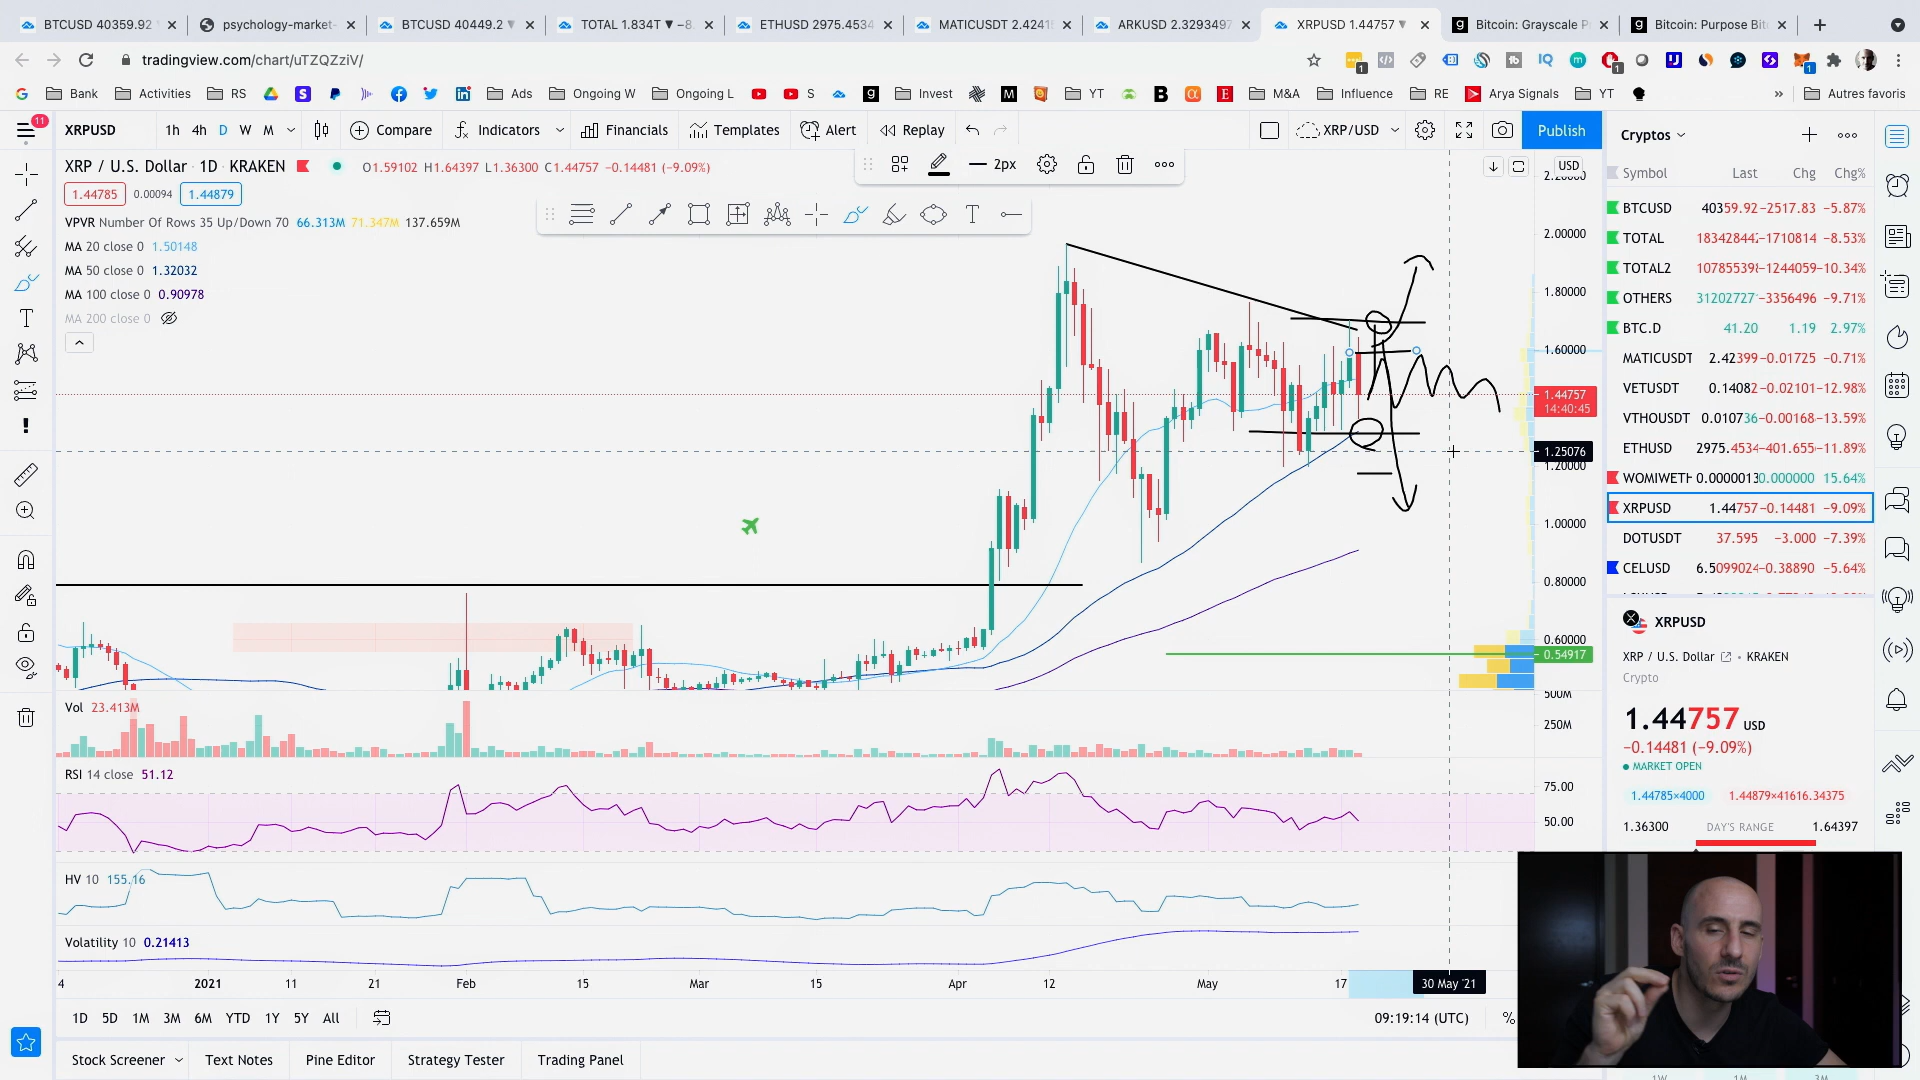 BTCUSD 40359.92
psychology-market-
BTCUSD 40449.2 ▼
TOTAL 1.834T ▼ −8.
ETHUSD 2975.4534
MATICUSDT 2.4241
ARKUSD 2.3293497
XRPUSD 1.44757 ▼
Bitcoin: Grayscale P
Bitcoin: Purpose Bit
tradingview.com/chart/uTZQZziV/
Bank
Activities
RS
Ads
Ongoing W
Ongoing L
S
Invest
YT
M&A
Influence
RE
Arya Signals
YT
»
Autres favoris
11
XRPUSD
1h 4h D W M
Compare
Indicators
Financials
Templates
Alert
Replay
XRP/USD
Publish
Cryptos
XRP / U.S. Dollar · 1D · KRAKEN
O1.59102 H1.64397 L1.36300 C1.44757 −0.14481 (−9.09%)
2px
USD
1.44785 0.00094 1.44879
VPVR Number Of Rows 35 Up/Down 70 66.313M 71.347M 137.659M
MA 20 close 0 1.50148
MA 50 close 0 1.32032
MA 100 close 0 0.90978
MA 200 close 0
2.20000
2.00000
1.80000
1.60000
1.44757
14:40:45
1.25076
1.20000
1.00000
0.80000
0.60000
0.54917
Symbol Last Chg Chg%
BTCUSD 40359.92 −2517.83 −5.87%
TOTAL 183428442 −1710814 −8.53%
TOTAL2 107855398 −1244059 −10.34%
OTHERS 31202727 −3356496 −9.71%
BTC.D 41.20 1.19 2.97%
MATICUSDT 2.42399 −0.01725 −0.71%
VETUSDT 0.14082 −0.02101 −12.98%
VTHOUSDT 0.010736 −0.00168 −13.59%
ETHUSD 2975.4534 −401.655 −11.89%
WOMIWETH 0.0000013 0.000000 15.64%
XRPUSD 1.44757 −0.14481 −9.09%
DOTUSDT 37.595 −3.000 −7.39%
CELUSD 6.5099024 −0.38890 −5.64%
XRPUSD
XRP / U.S. Dollar • KRAKEN
Crypto
1.44757 USD
−0.14481 (−9.09%)
MARKET OPEN
1.44785×4000 1.44879×41616.34375
1.36300 DAY'S RANGE 1.64397
Vol 23.413M
500M
250M
RSI 14 close 51.12
75.00
50.00
HV 10 155.16
Volatility 10 0.21413
4 2021 11 21 Feb 15 Mar 15 Apr 12 May 17 30 May '21
1D 5D 1M 3M 6M YTD 1Y 5Y All
09:19:14 (UTC) %
Stock Screener
Text Notes
Pine Editor
Strategy Tester
Trading Panel
1W 1M 3M